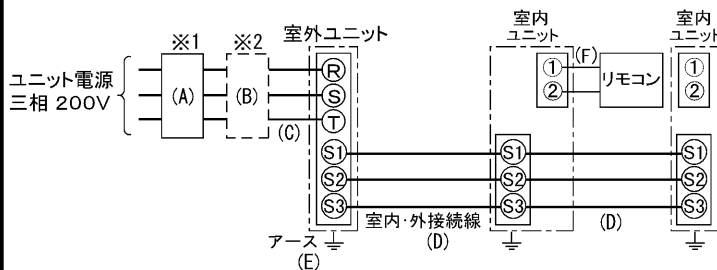 ※1
※2
室外ユニット
室内
ユニット
室内
ユニット
ユニット電源
三相 200V
(A)
(B)
(C)
R
S
T
S1
S2
S3
①
②
(F)
リモコン
①
②
S1
S2
S3
S1
S2
S3
室内・外接続線
(D)
(D)
アース
(E)